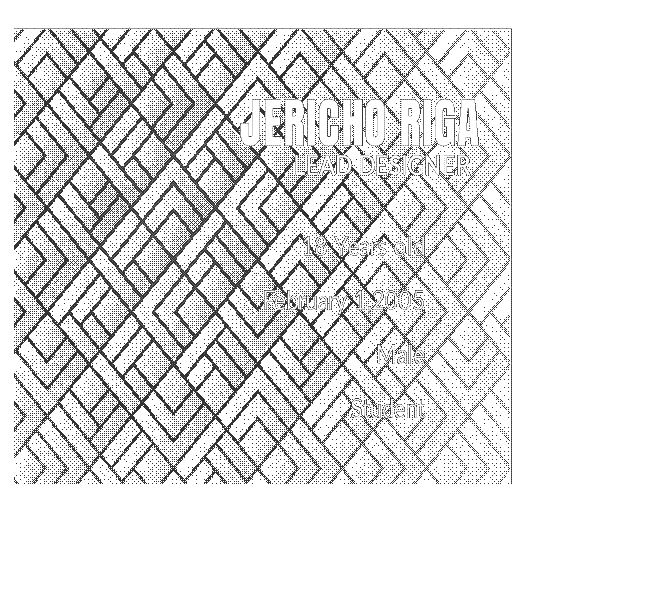 JERICHO RIGA
LEAD DESIGNER
Years old
February 1,2005
Male
Student